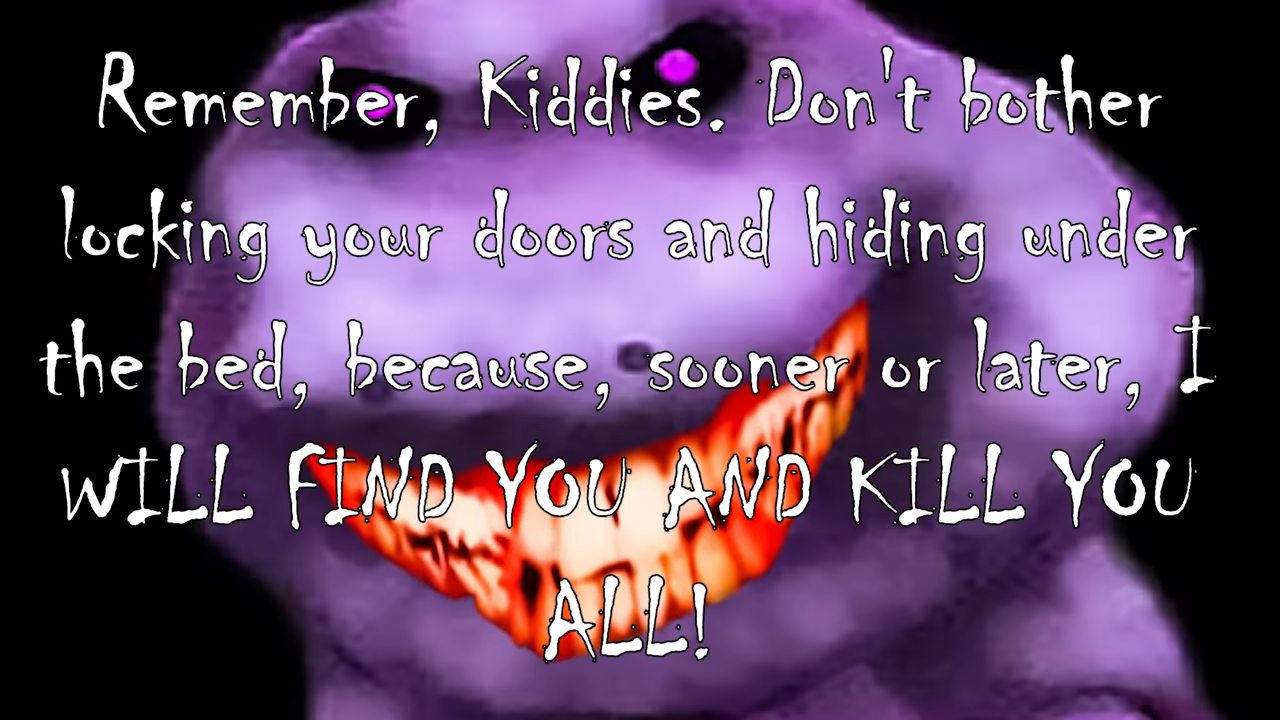 Remember, Kiddies. Don't bother
locking your doors and hiding under
the bed, because, sooner or later, I
WILL FIND YOU AND KILL YOU
ALL!